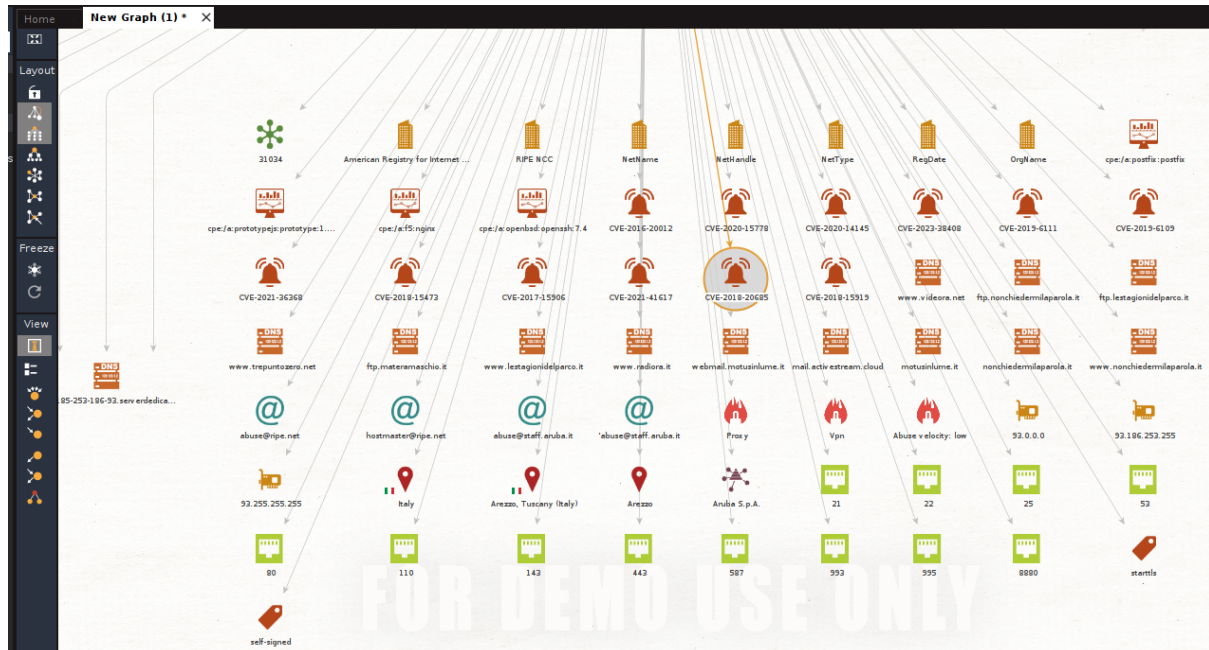 Home
New Graph (1) * X
Layout
Freeze
View
31034
American Registry for Internet ...
RIPE NCC
NetName
NetHandle
NetType
RegDate
OrgName
cpe:/a:postfix:postfix
cpe:/a:prototypejs:prototype:1....
cpe:/a:f5:nginx
cpe:/a:openbsd:openssh:7.4
CVE-2016-20012
CVE-2020-15778
CVE-2020-14145
CVE-2023-38408
CVE-2019-6111
CVE-2019-6109
CVE-2021-36368
CVE-2018-15473
CVE-2017-15906
CVE-2021-41617
CVE-2018-20685
CVE-2018-15919
www.videora.net
ftp.nonchiedermilaparola.it
ftp.lestagionidelparco.it
www.trepuntozero.net
ftp.materamaschio.it
www.lestagionidelparco.it
www.radiora.it
webmail.motusinlume.it
mail.activestream.cloud
motusinlume.it
nonchiedermilaparola.it
www.nonchiedermilaparola.it
85-253-186-93.serverdedica...
abuse@ripe.net
hostmaster@ripe.net
abuse@staff.aruba.it
'abuse@staff.aruba.it
Proxy
Vpn
Abuse velocity: low
93.0.0.0
93.186.253.255
93.255.255.255
Italy
Arezzo, Tuscany (Italy)
Arezzo
Aruba S.p.A.
21
22
25
53
80
110
143
443
587
993
995
8880
starttls
self-signed
FOR DEMO USE ONLY